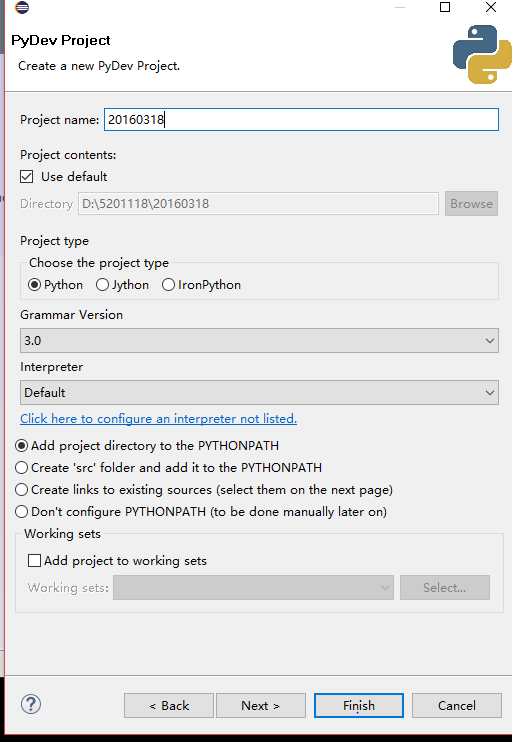 PyDev Project
Create a new PyDev Project.
Project name: 20160318
Project contents:
Use default
Directory D:\5201118\20160318 Browse
Project type
Choose the project type
Python Jython IronPython
Grammar Version
3.0
Interpreter
Default
Click here to configure an interpreter not listed.
Add project directory to the PYTHONPATH
Create 'src' folder and add it to the PYTHONPATH
Create links to existing sources (select them on the next page)
Don't configure PYTHONPATH (to be done manually later on)
Working sets
Add project to working sets
Working sets: Select...
? < Back Next > Finish Cancel